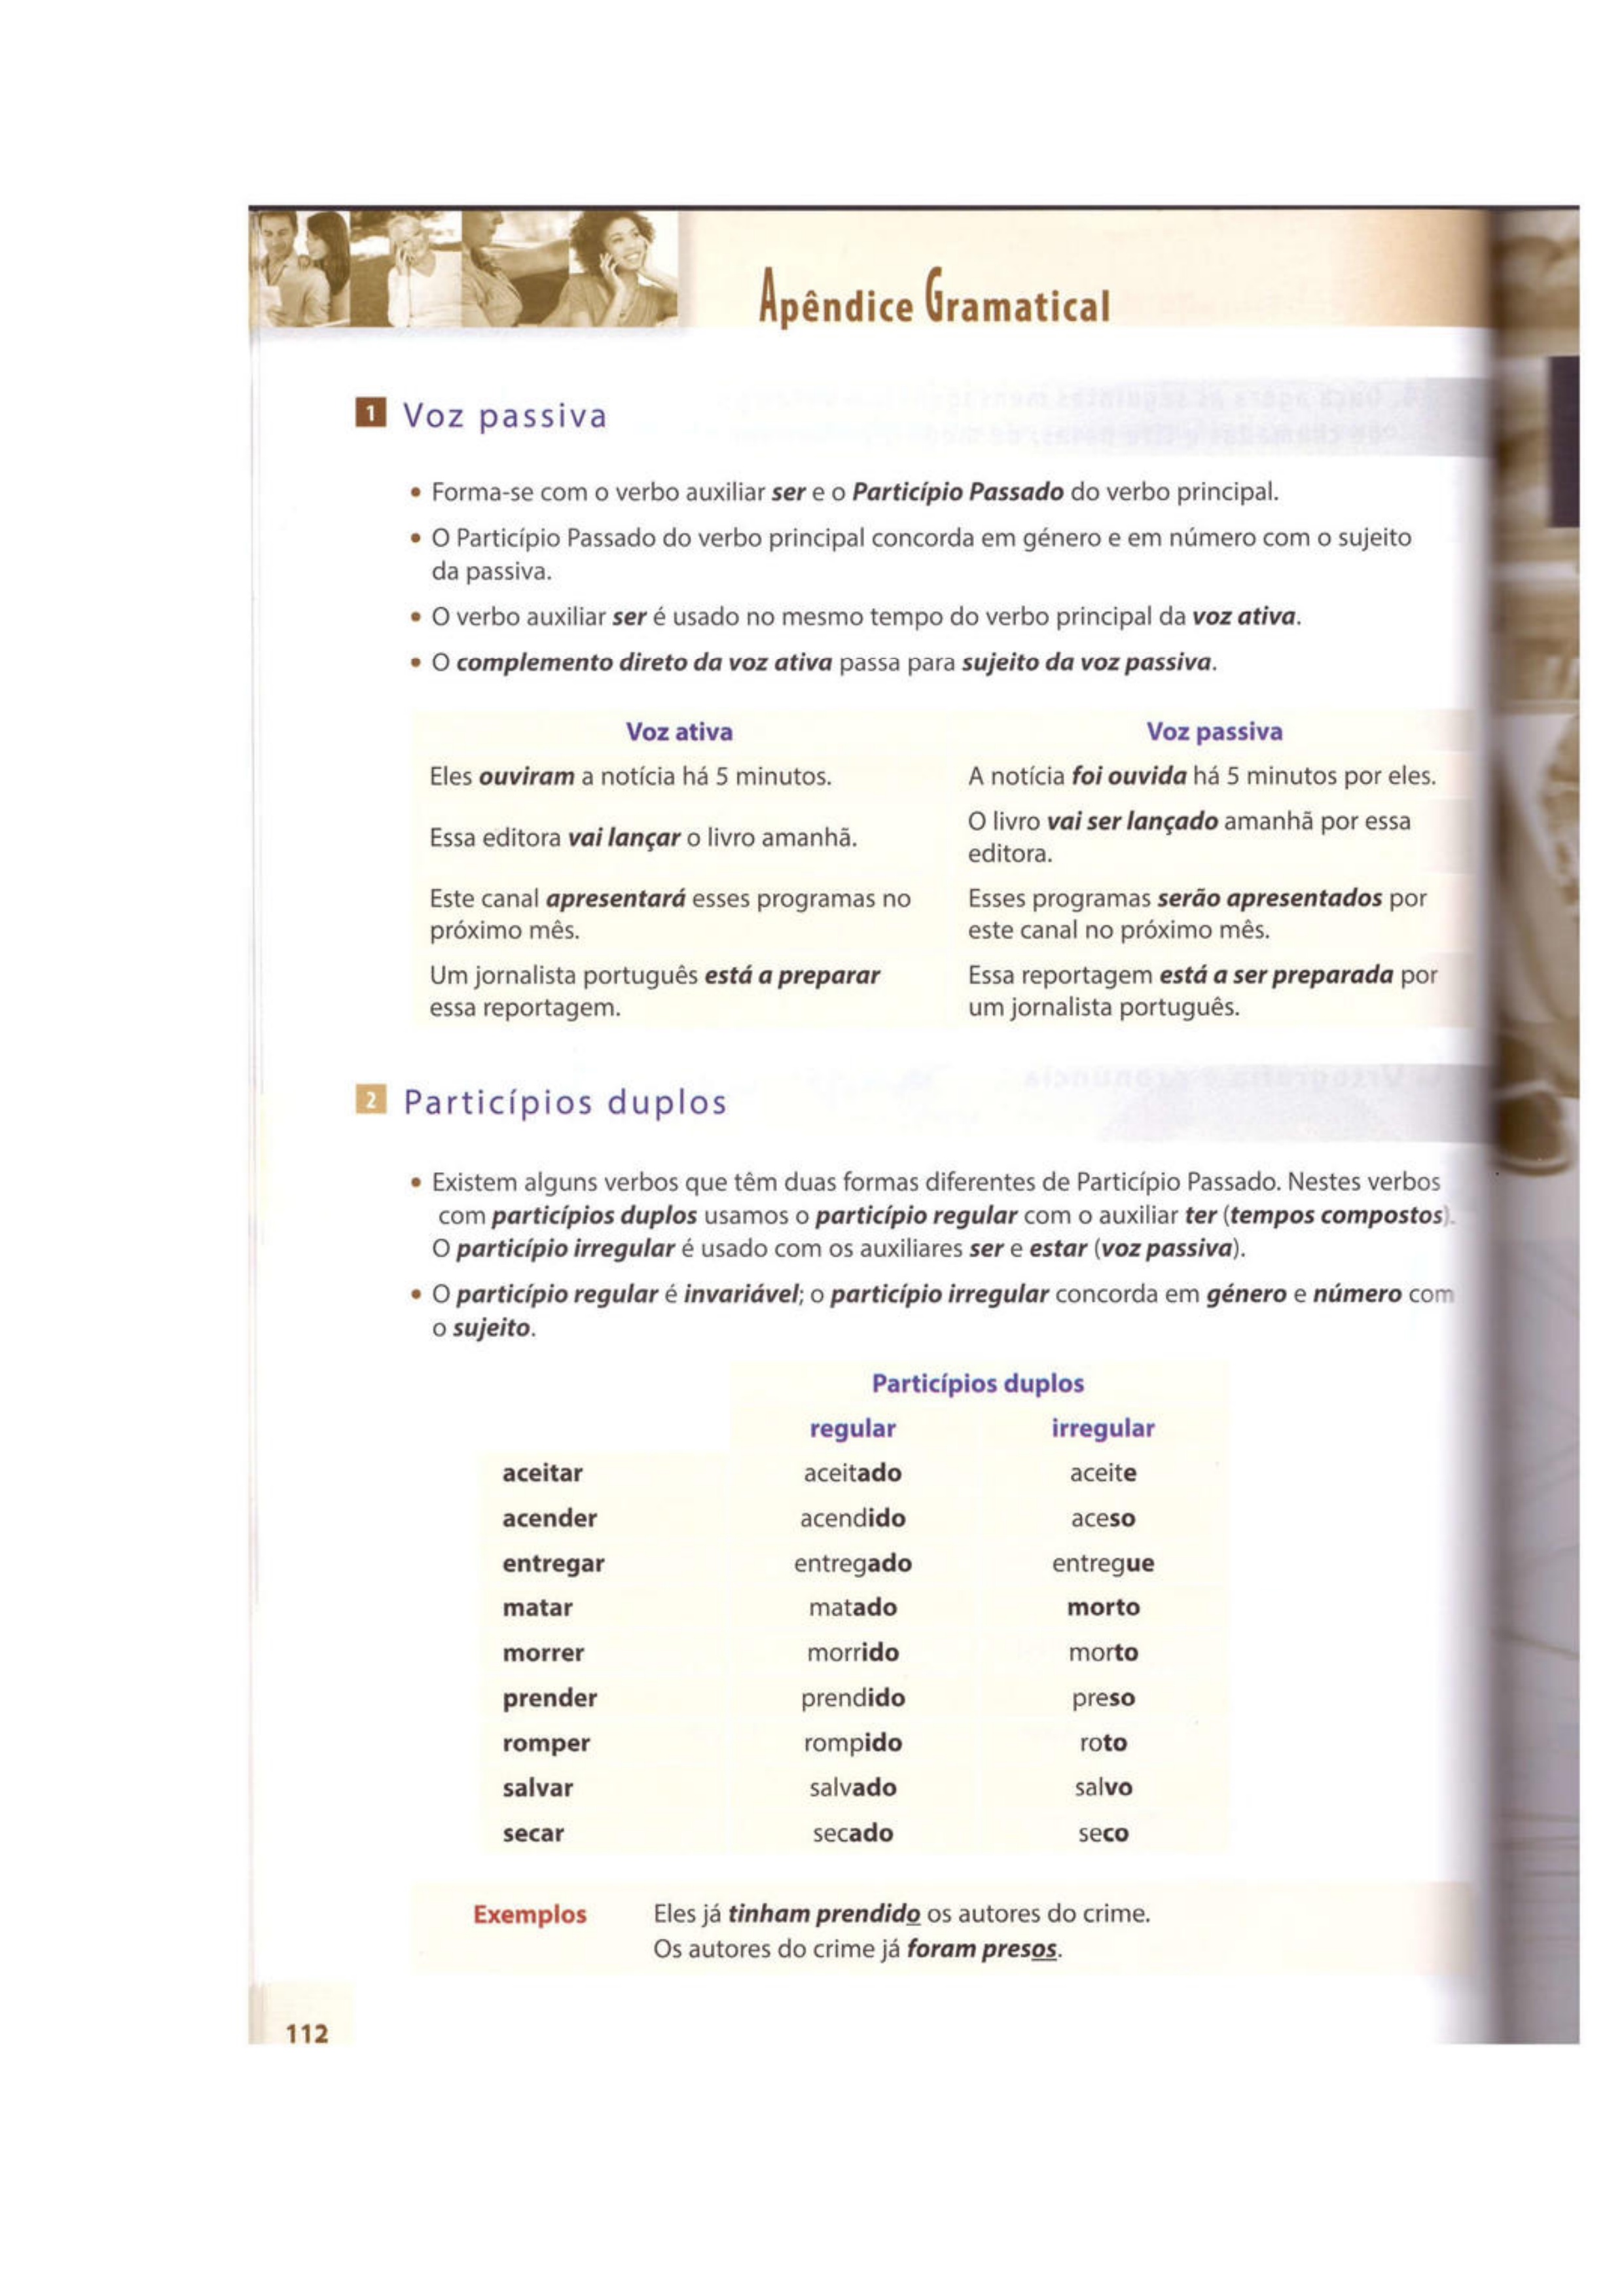 Apêndice Gramatical
1 Voz passiva
• Forma-se com o verbo auxiliar ser e o Particípio Passado do verbo principal.
• O Particípio Passado do verbo principal concorda em género e em número com o sujeito
da passiva.
• O verbo auxiliar ser é usado no mesmo tempo do verbo principal da voz ativa.
• O complemento direto da voz ativa passa para sujeito da voz passiva.
Voz ativa Voz passiva
Eles ouviram a notícia há 5 minutos. A notícia foi ouvida há 5 minutos por eles.
Essa editora vai lançar o livro amanhã. O livro vai ser lançado amanhã por essa
editora.
Este canal apresentará esses programas no Esses programas serão apresentados por
próximo mês. este canal no próximo mês.
Um jornalista português está a preparar Essa reportagem está a ser preparada por
essa reportagem. um jornalista português.
2 Particípios duplos
• Existem alguns verbos que têm duas formas diferentes de Particípio Passado. Nestes verbos
com particípios duplos usamos o particípio regular com o auxiliar ter (tempos compostos).
O particípio irregular é usado com os auxiliares ser e estar (voz passiva).
• O particípio regular é invariável; o particípio irregular concorda em género e número com
o sujeito.
Particípios duplos
regular irregular
aceitar aceitado aceite
acender acendido aceso
entregar entregado entregue
matar matado morto
morrer morrido morto
prender prendido preso
romper rompido roto
salvar salvado salvo
secar secado seco
Exemplos Eles já tinham prendido os autores do crime.
Os autores do crime já foram presos.
112